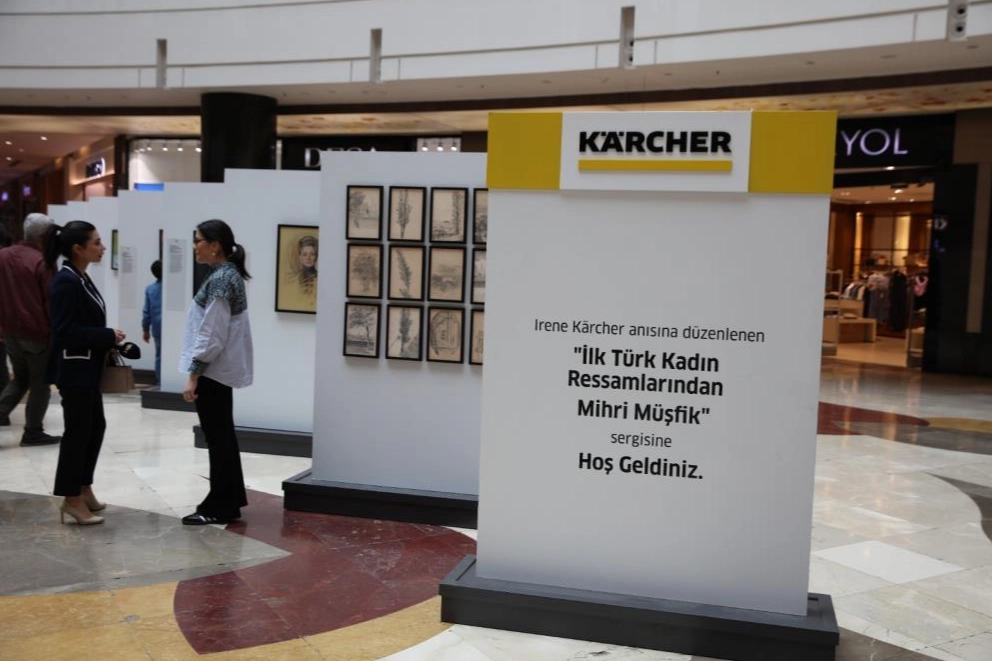 KÄRCHER
YOL
Irene Kärcher anısına düzenlenen
"İlk Türk Kadın
Ressamlarından
Mihri Müşfik"
sergisine
Hoş Geldiniz.